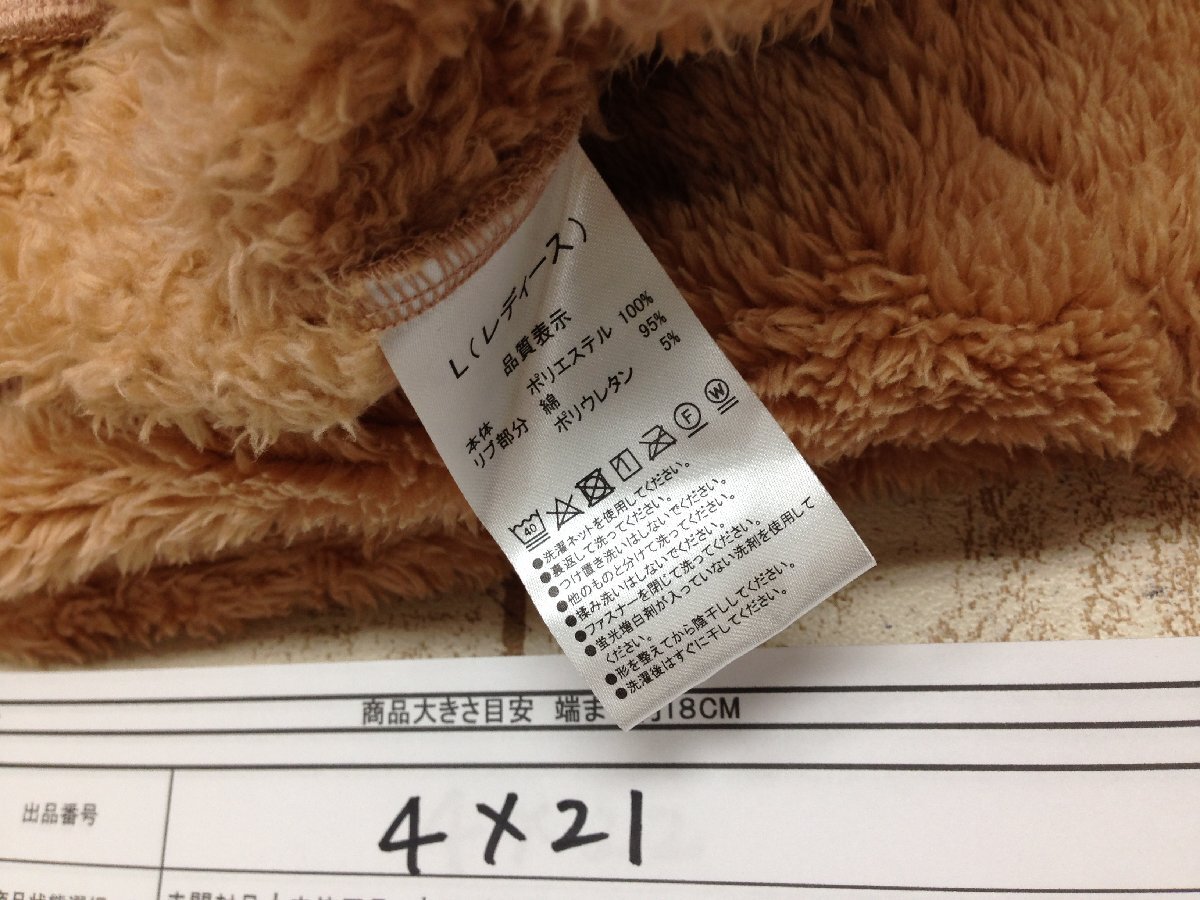 L(レディース)
品質表示
本体 ポリエステル 100%
リブ部分 綿 95%
ポリウレタン 5%
40 F W
●洗濯ネットを使用してください。
●裏返して洗ってください。
●つけ置き洗いはしないでください。
●他のものと分けて洗ってください。
●揉み洗いはしないでください。
●ファスナーを閉じて洗ってください。
●蛍光増白剤が入っていない洗剤を使用して
ください。
●形を整えてから陰干ししてください。
●洗濯後はすぐに干してください。
商品大きさ目安 端ま 18CM
出品番号
4×21